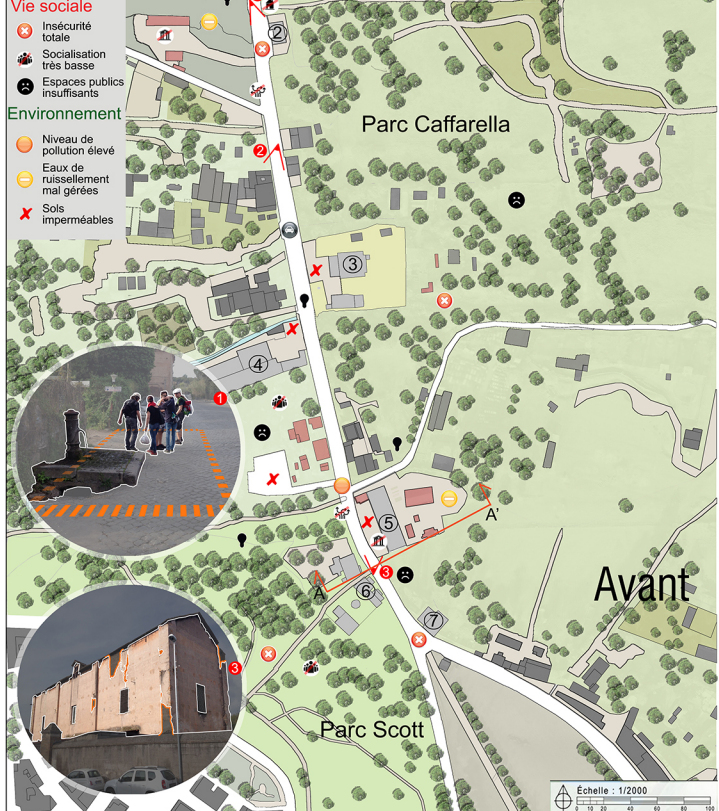 Vie sociale
Insécurité
totale
Socialisation
très basse
Espaces publics
insuffisants
Environnement
Niveau de
pollution élevé
Eaux de
ruissellement
mal gérées
Sols
imperméables
2
Parc Caffarella
2
3
4
1
5
A'
3
A
6
Avant
7
3
Parc Scott
Échelle : 1/2000
0 10 20 40 60 80 100